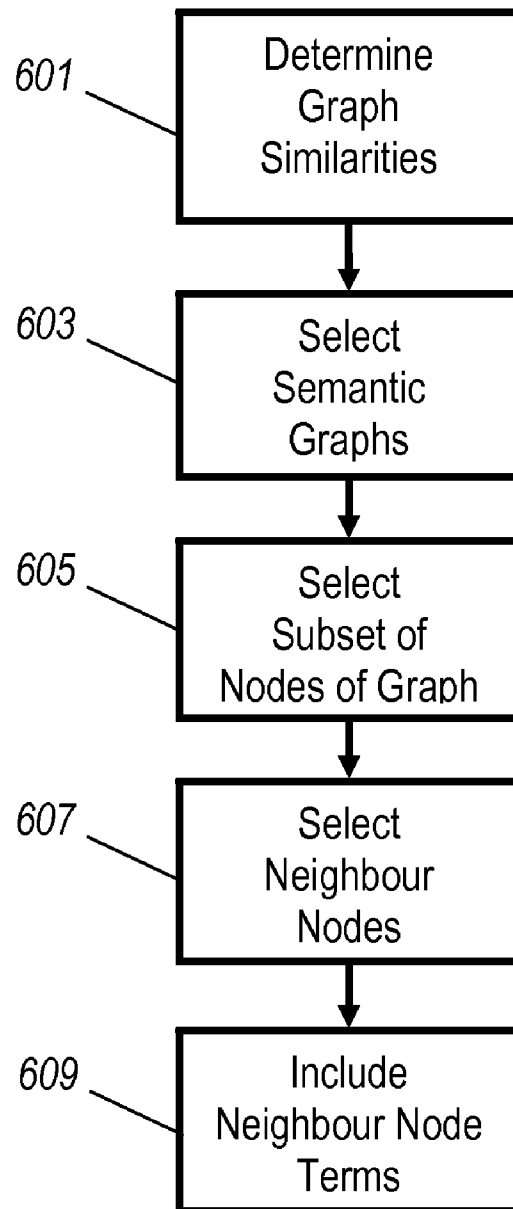 601
Determine
Graph
Similarities
603
Select
Semantic
Graphs
605
Select
Subset of
Nodes of Graph
607
Select
Neighbour
Nodes
609
Include
Neighbour Node
Terms